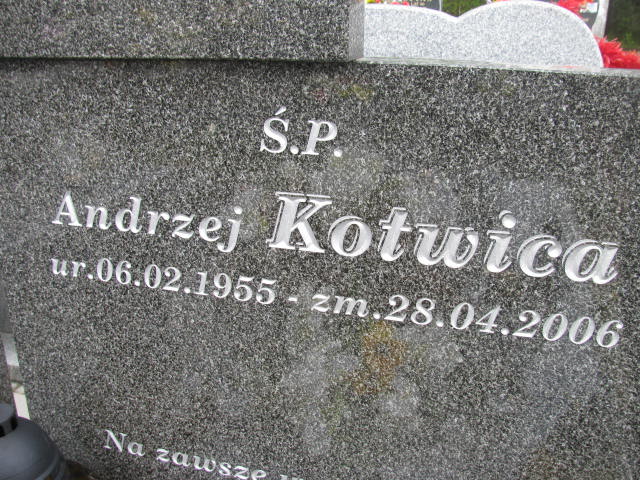 Ś.P.
Andrzej Kotwica
ur.06.02.1955 - zm.28.04.2006
Na zawsze